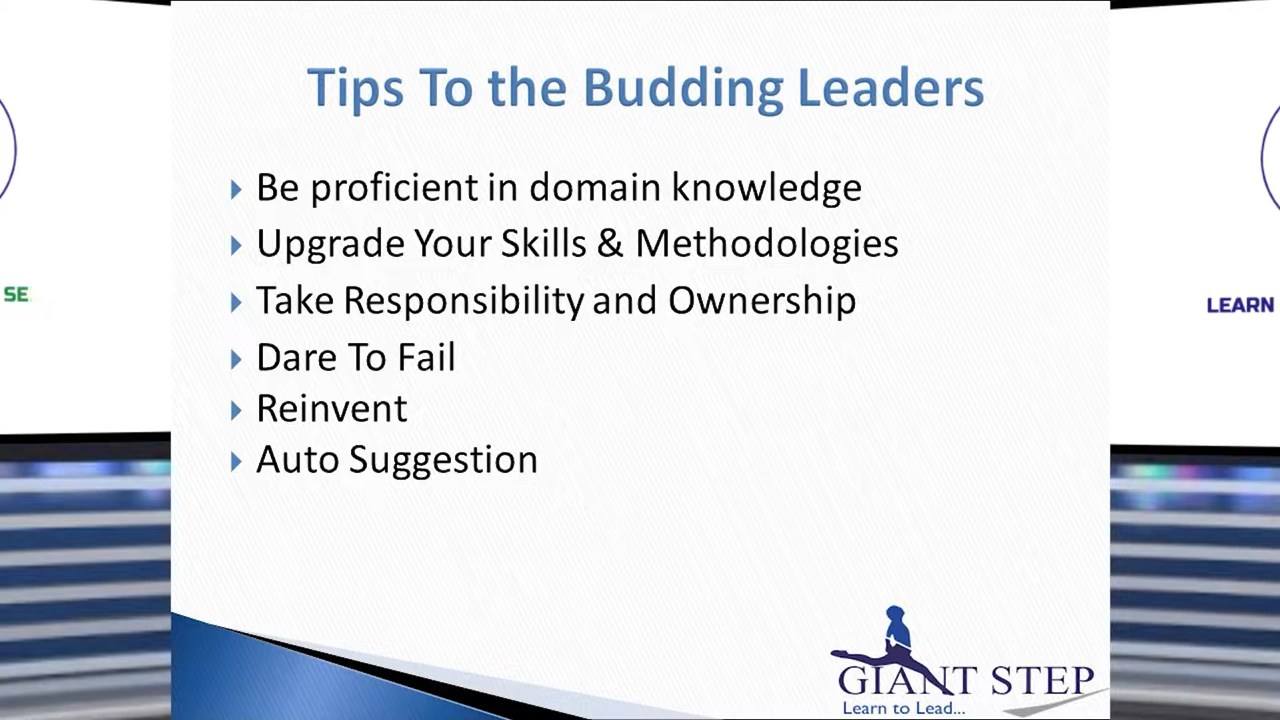 Tips To the Budding Leaders
Be proficient in domain knowledge
Upgrade Your Skills & Methodologies
Take Responsibility and Ownership
Dare To Fail
Reinvent
Auto Suggestion
SE
LEARN
GIANT STEP
Learn to Lead...